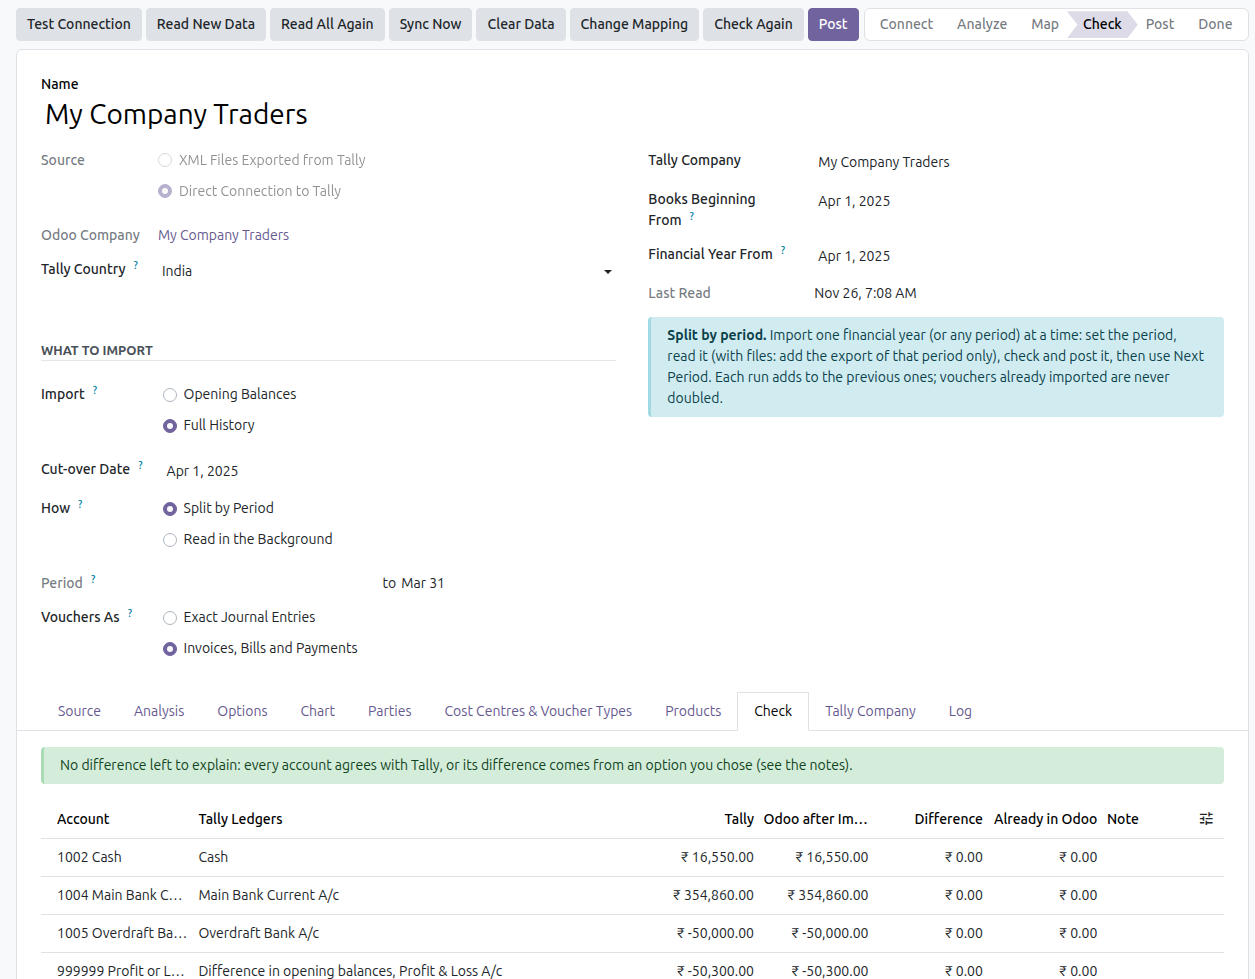 Test Connection Read New Data Read All Again Sync Now Clear Data Change Mapping Check Again Post Connect Analyze Map Check Post Done
Name
My Company Traders
Source XML Files Exported from Tally
Direct Connection to Tally
Odoo Company My Company Traders
Tally Country ? India
Tally Company My Company Traders
Books Beginning From ? Apr 1, 2025
Financial Year From ? Apr 1, 2025
Last Read Nov 26, 7:08 AM
Split by period. Import one financial year (or any period) at a time: set the period,
read it (with files: add the export of that period only), check and post it, then use Next
Period. Each run adds to the previous ones; vouchers already imported are never
doubled.
WHAT TO IMPORT
Import ? Opening Balances
Full History
Cut-over Date ? Apr 1, 2025
How ? Split by Period
Read in the Background
Period ? to Mar 31
Vouchers As ? Exact Journal Entries
Invoices, Bills and Payments
Source Analysis Options Chart Parties Cost Centres & Voucher Types Products Check Tally Company Log
No difference left to explain: every account agrees with Tally, or its difference comes from an option you chose (see the notes).
Account Tally Ledgers Tally Odoo after Im... Difference Already in Odoo Note
1002 Cash Cash ₹ 16,550.00 ₹ 16,550.00 ₹ 0.00 ₹ 0.00
1004 Main Bank C... Main Bank Current A/c ₹ 354,860.00 ₹ 354,860.00 ₹ 0.00 ₹ 0.00
1005 Overdraft Ba... Overdraft Bank A/c ₹ -50,000.00 ₹ -50,000.00 ₹ 0.00 ₹ 0.00
999999 Profit or L... Difference in opening balances, Profit & Loss A/c ₹ -50,300.00 ₹ -50,300.00 ₹ 0.00 ₹ 0.00